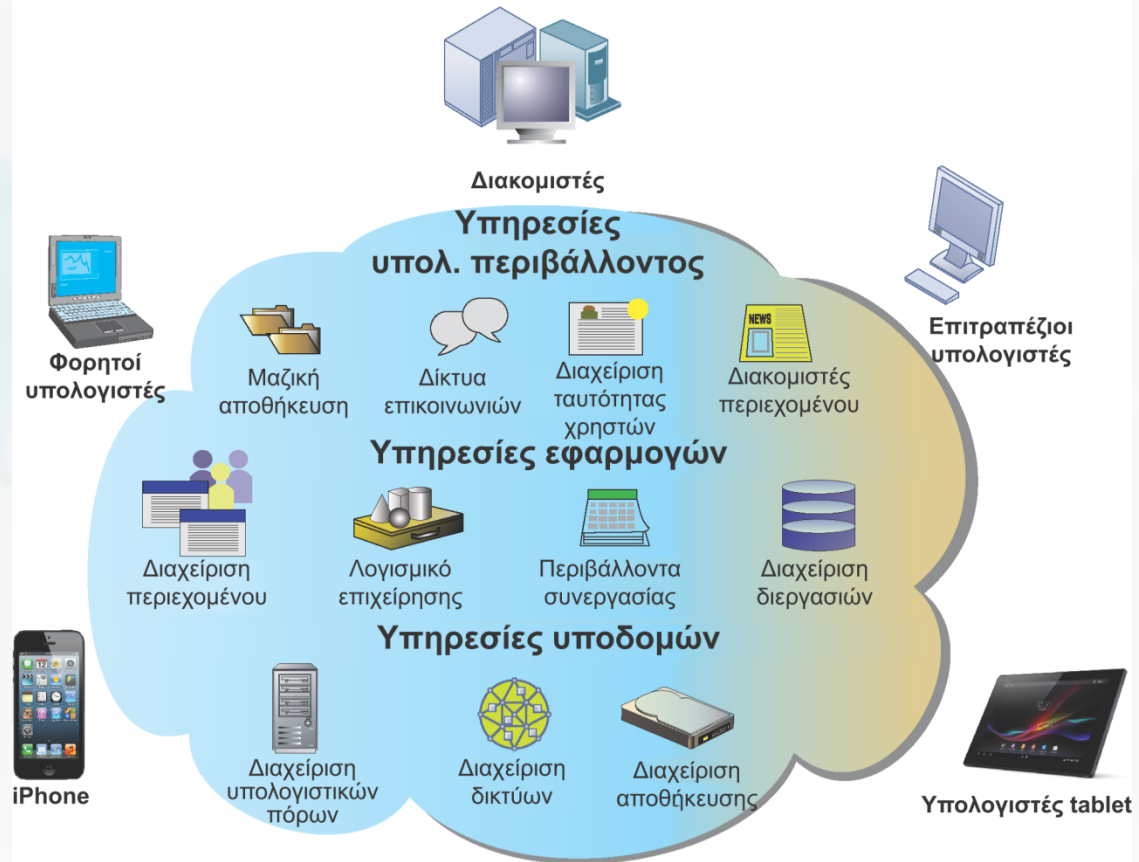 Διακομιστές
Υπηρεσίες
υπολ. περιβάλλοντος
Φορητοί
υπολογιστές
Επιτραπέζιοι
υπολογιστές
Μαζική
αποθήκευση
Δίκτυα
επικοινωνιών
Διαχείριση
ταυτότητας
χρηστών
NEWS
Διακομιστές
περιεχομένου
Υπηρεσίες εφαρμογών
Διαχείριση
περιεχομένου
Λογισμικό
επιχείρησης
Περιβάλλοντα
συνεργασίας
Διαχείριση
διεργασιών
Υπηρεσίες υποδομών
Διαχείριση
υπολογιστικών
πόρων
Διαχείριση
δικτύων
Διαχείριση
αποθήκευσης
iPhone
Υπολογιστές tablet